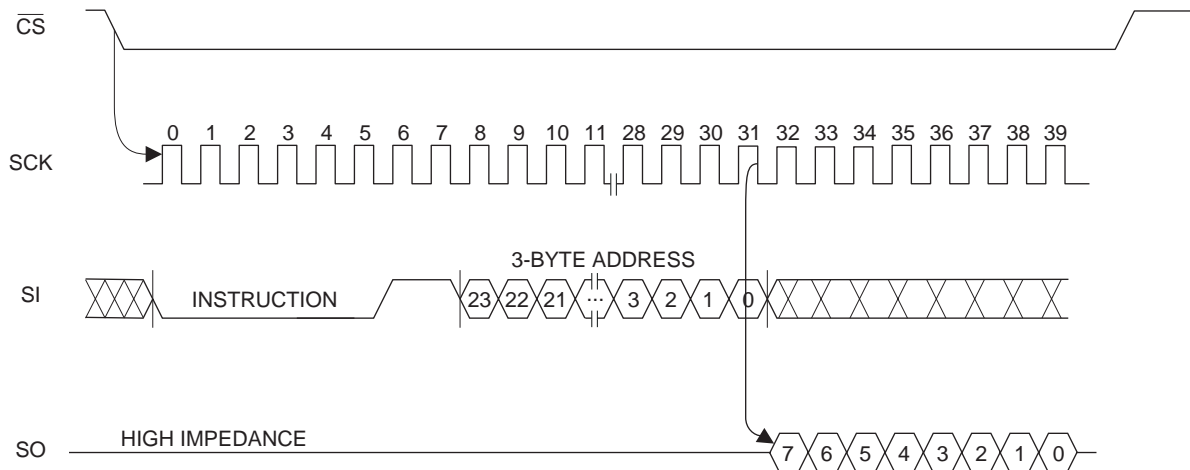 CS
0 1 2 3 4 5 6 7 8 9 10 11 28 29 30 31 32 33 34 35 36 37 38 39
SCK
3-BYTE ADDRESS
SI INSTRUCTION 23 22 21 ... 3 2 1 0
HIGH IMPEDANCE
SO 7 6 5 4 3 2 1 0